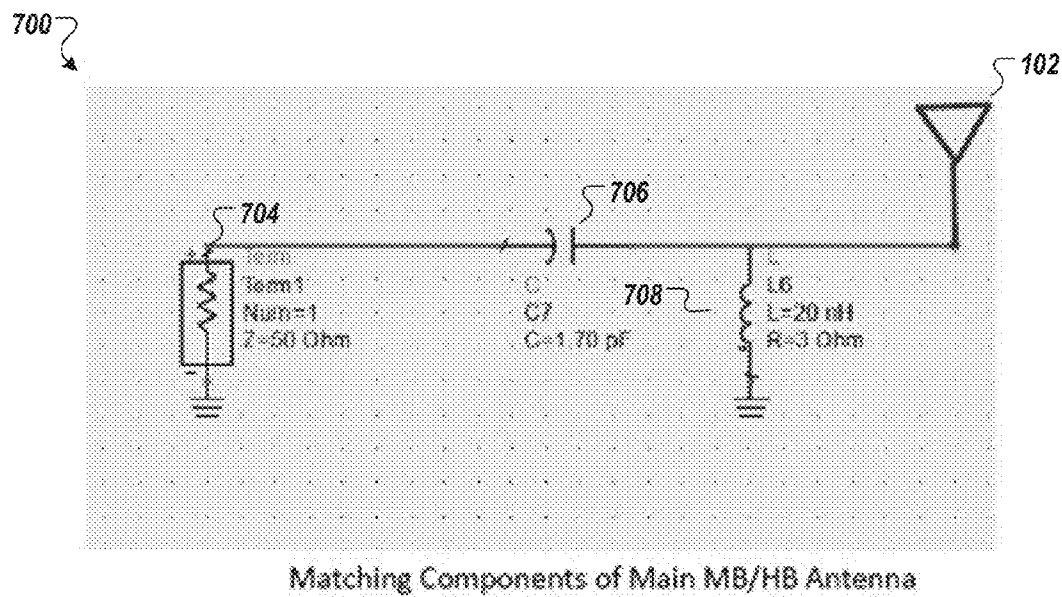 700
102
706
704
Term
Term1
Num=1
Z=50 Ohm
C
C7
C=1.70 pF
708
L
L6
L=20 nH
R=3 Ohm
+
-
Matching Components of Main MB/HB Antenna